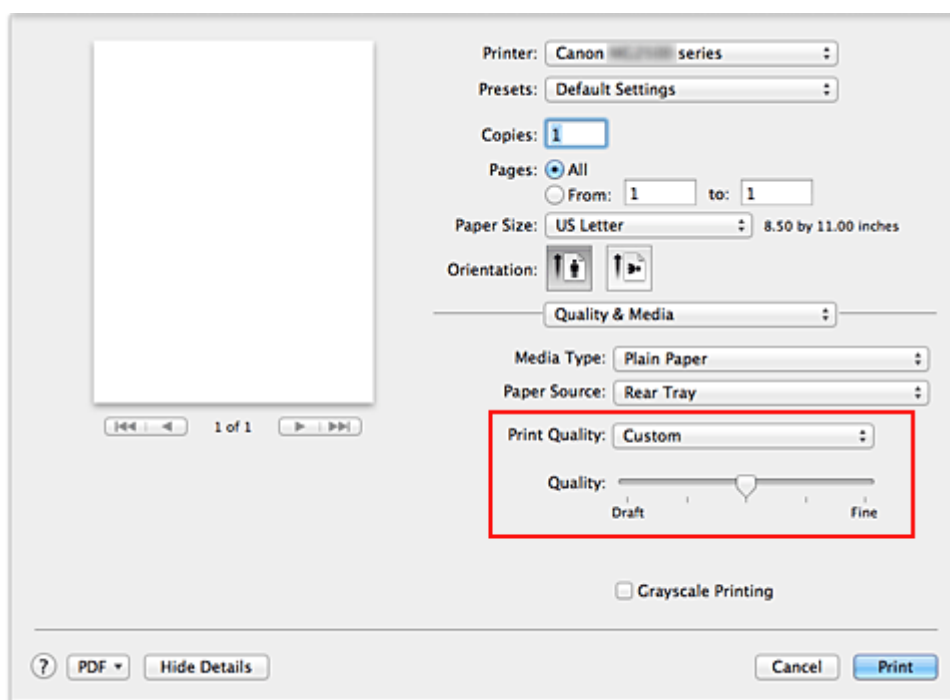 Printer: Canon series
Presets: Default Settings
Copies: 1
Pages: All
From: 1 to: 1
Paper Size: US Letter 8.50 by 11.00 inches
Orientation:
Quality & Media
Media Type: Plain Paper
Paper Source: Rear Tray
1 of 1
Print Quality: Custom
Quality:
Draft Fine
Grayscale Printing
? PDF Hide Details Cancel Print